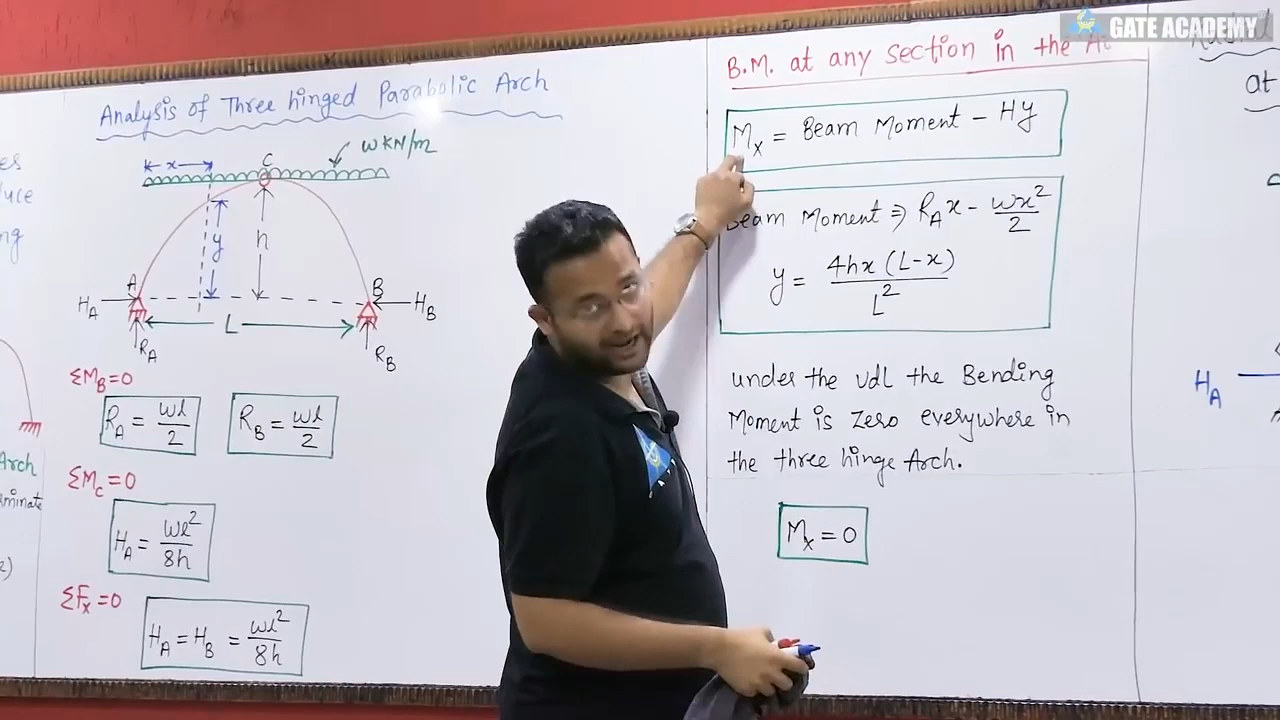 GATE ACADEMY
Analysis of Three hinged Parabolic Arch
x
C
w kN/m
y
h
A
B
H_A
H_B
L
R_A
R_B
ΣM_B=0
R_A = wl/2
R_B = wl/2
ΣM_C=0
H_A = wl²/8h
ΣF_x=0
H_A = H_B = wl²/8h
B.M. at any section in the
M_x = Beam Moment - Hy
Beam Moment ⇒ R_A x - wx²/2
y = 4hx (L-x)/L²
under the udl the Bending
Moment is Zero everywhere in
the three hinge Arch.
M_x = 0
Arch
at
H_A